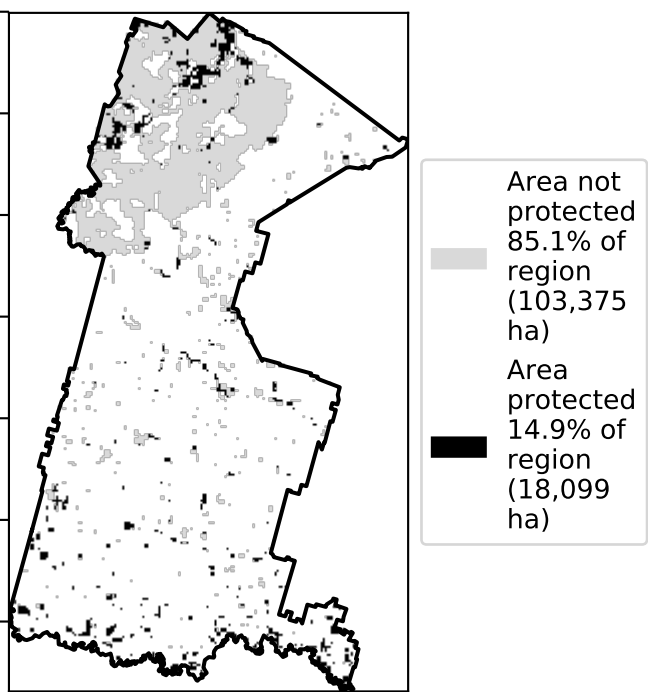 Area not
protected
85.1% of
region
(103,375
ha)
Area
protected
14.9% of
region
(18,099
ha)